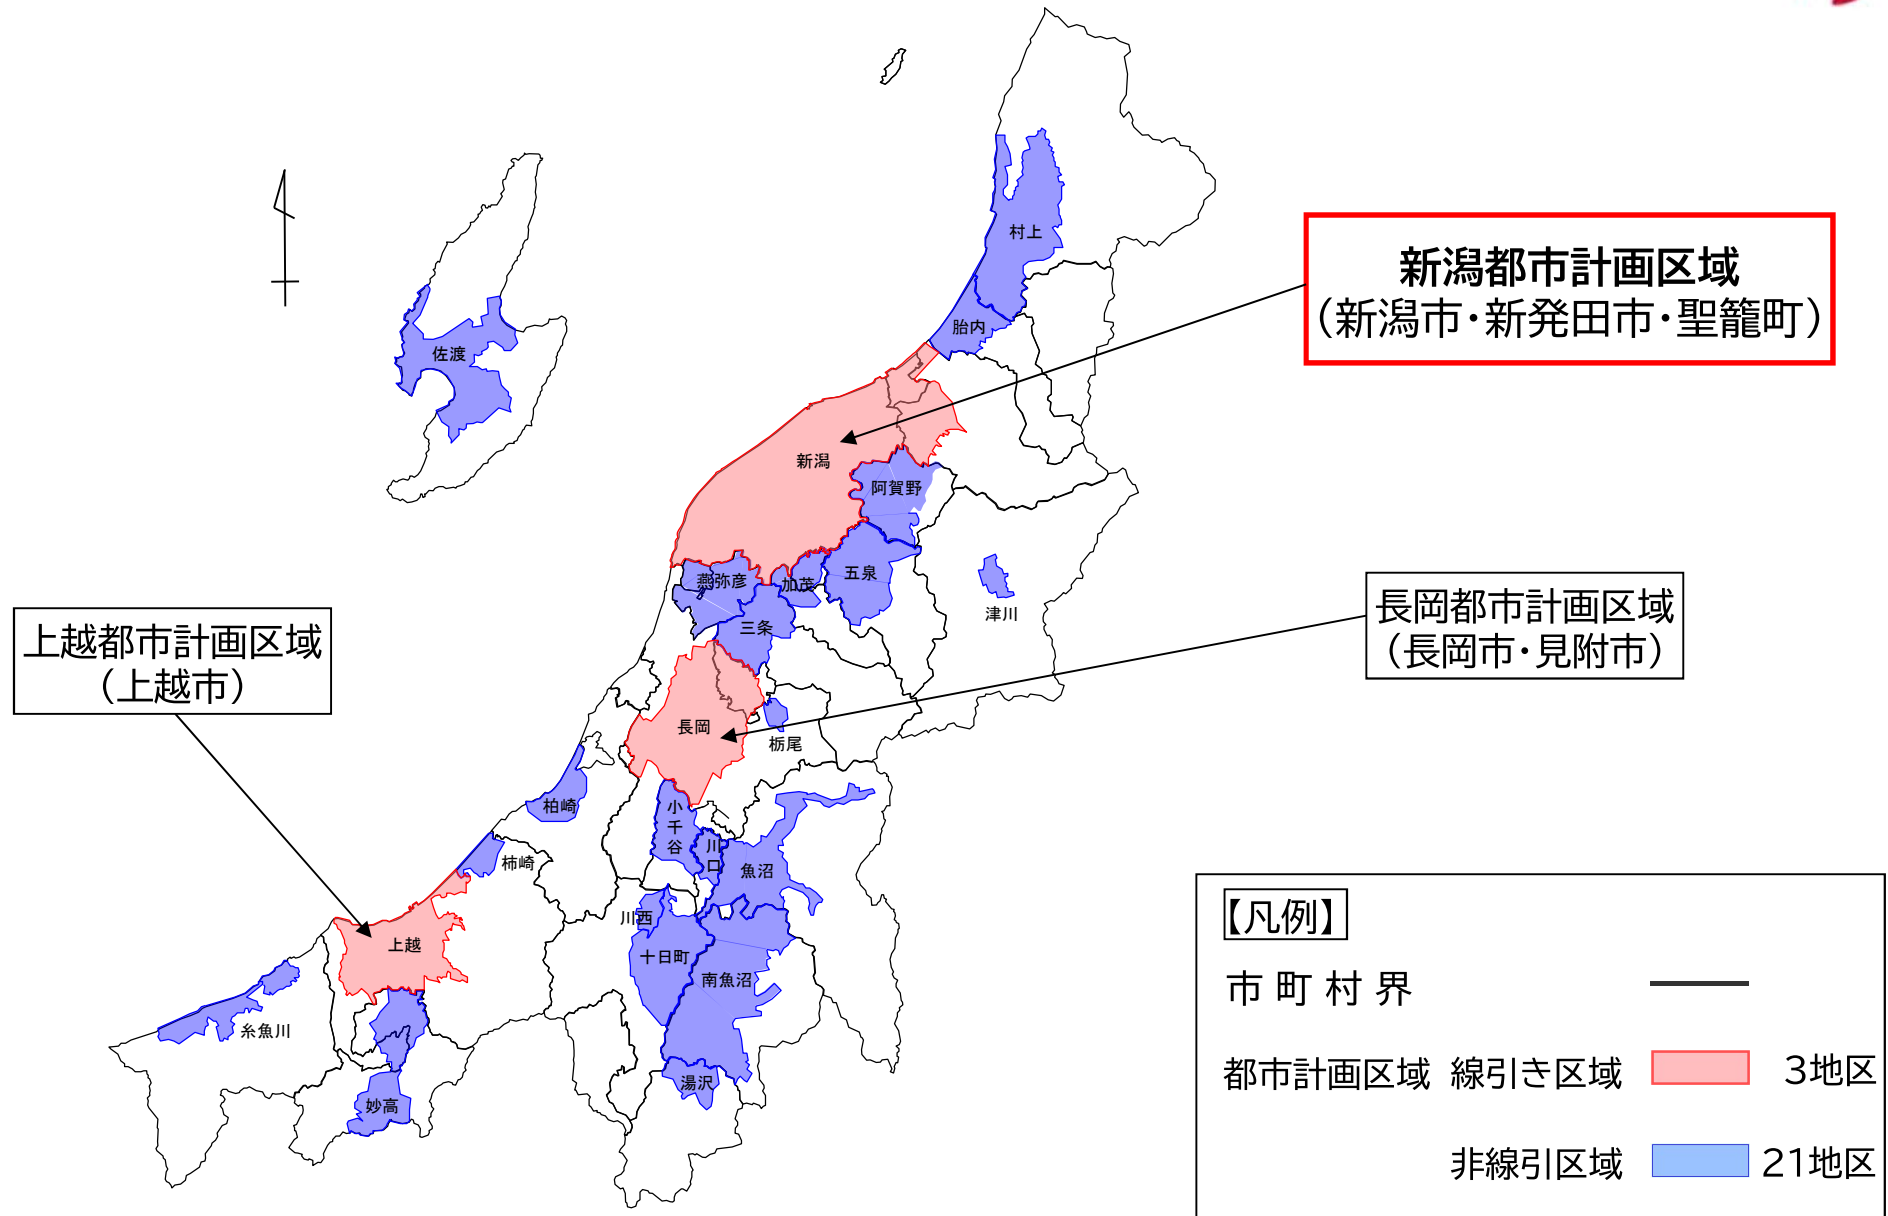 村上
新潟都市計画区域
（新潟市・新発田市・聖籠町）
胎内
佐渡
新潟
阿賀野
燕弥彦
加茂
五泉
津川
三条
長岡都市計画区域
（長岡市・見附市）
上越都市計画区域
（上越市）
長岡
栃尾
柏崎
小千谷
川口
柿崎
魚沼
川西
上越
十日町
南魚沼
糸魚川
湯沢
妙高
【凡例】
市町村界
都市計画区域 線引き区域 3地区
非線引区域 21地区